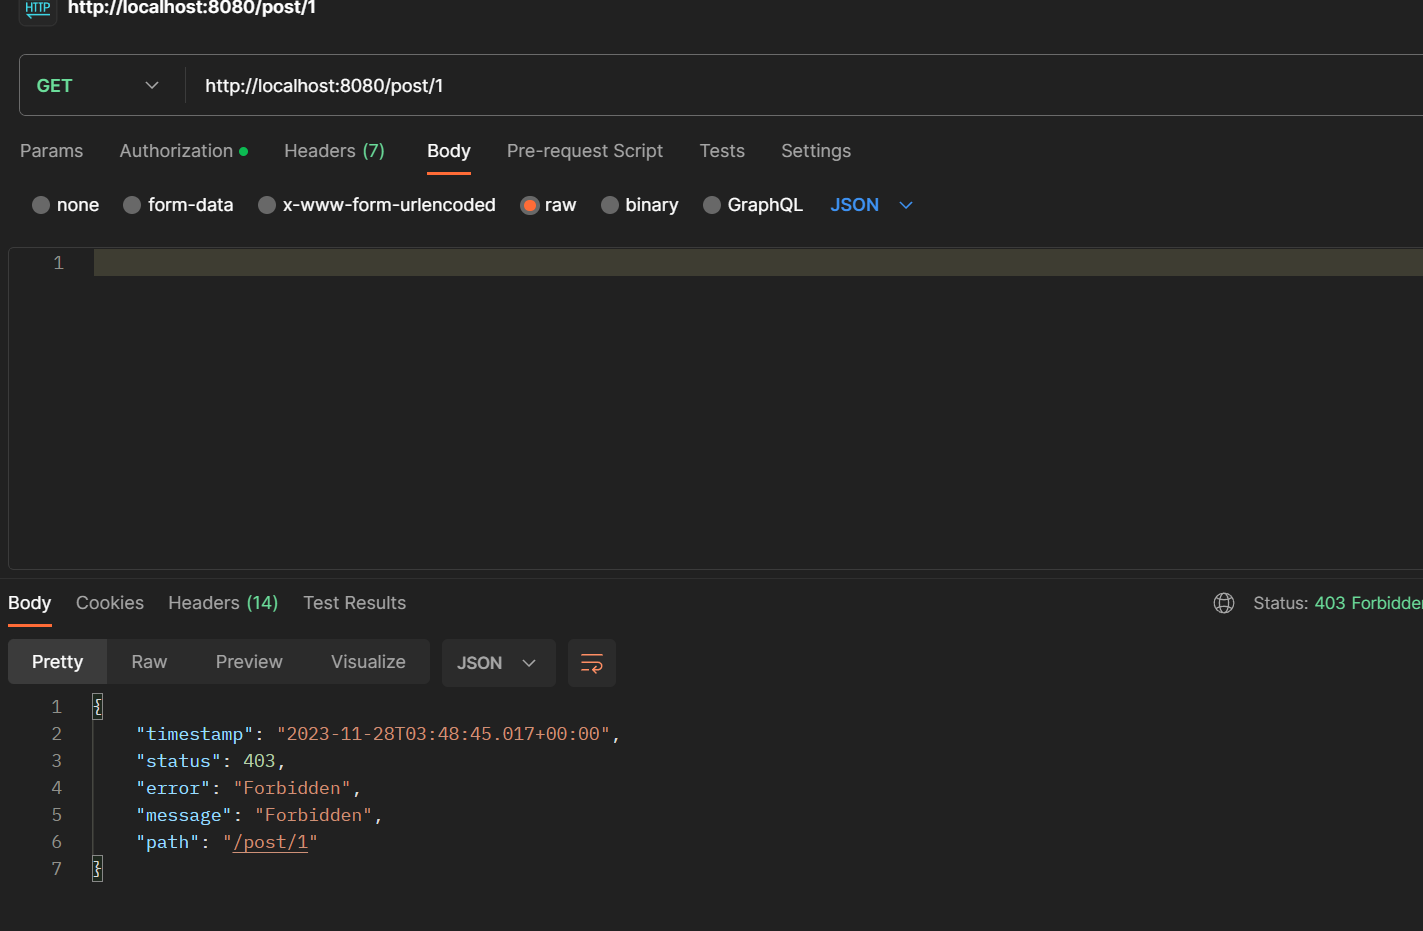 HTTP http://localhost:8080/post/1
GET http://localhost:8080/post/1
Params Authorization Headers (7) Body Pre-request Script Tests Settings
none form-data x-www-form-urlencoded raw binary GraphQL JSON
1
Body Cookies Headers (14) Test Results Status: 403 Forbidden
Pretty Raw Preview Visualize JSON
1 {
2 "timestamp": "2023-11-28T03:48:45.017+00:00",
3 "status": 403,
4 "error": "Forbidden",
5 "message": "Forbidden",
6 "path": "/post/1"
7 }